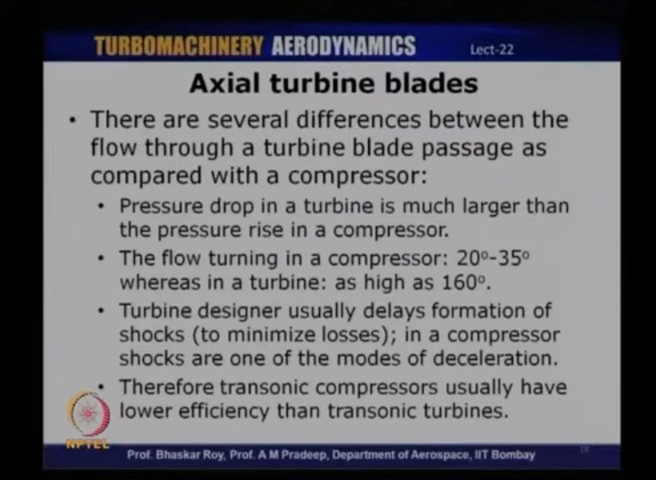 TURBOMACHINERY AERODYNAMICS Lect-22
Axial turbine blades
• There are several differences between the
flow through a turbine blade passage as
compared with a compressor:
• Pressure drop in a turbine is much larger than
the pressure rise in a compressor.
• The flow turning in a compressor: 20º-35º
whereas in a turbine: as high as 160º.
• Turbine designer usually delays formation of
shocks (to minimize losses); in a compressor
shocks are one of the modes of deceleration.
• Therefore transonic compressors usually have
lower efficiency than transonic turbines.
NPTEL
Prof. Bhaskar Roy, Prof. A M Pradeep, Department of Aerospace, IIT Bombay